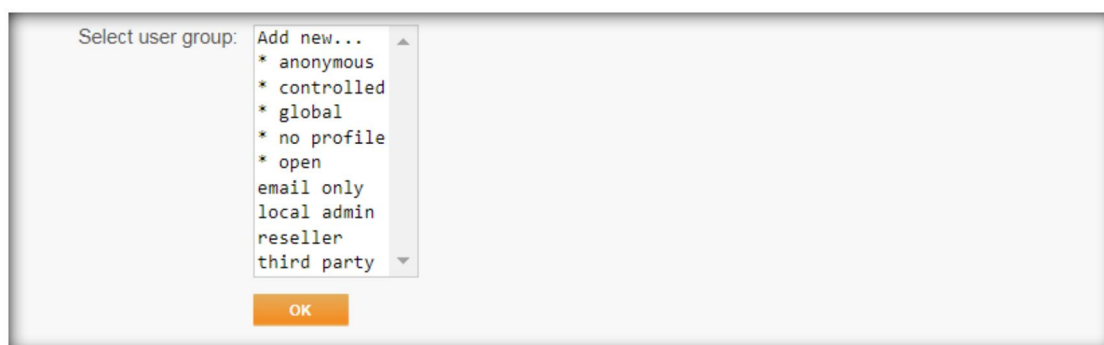 Select user group:
Add new...
* anonymous
* controlled
* global
* no profile
* open
email only
local admin
reseller
third party
OK